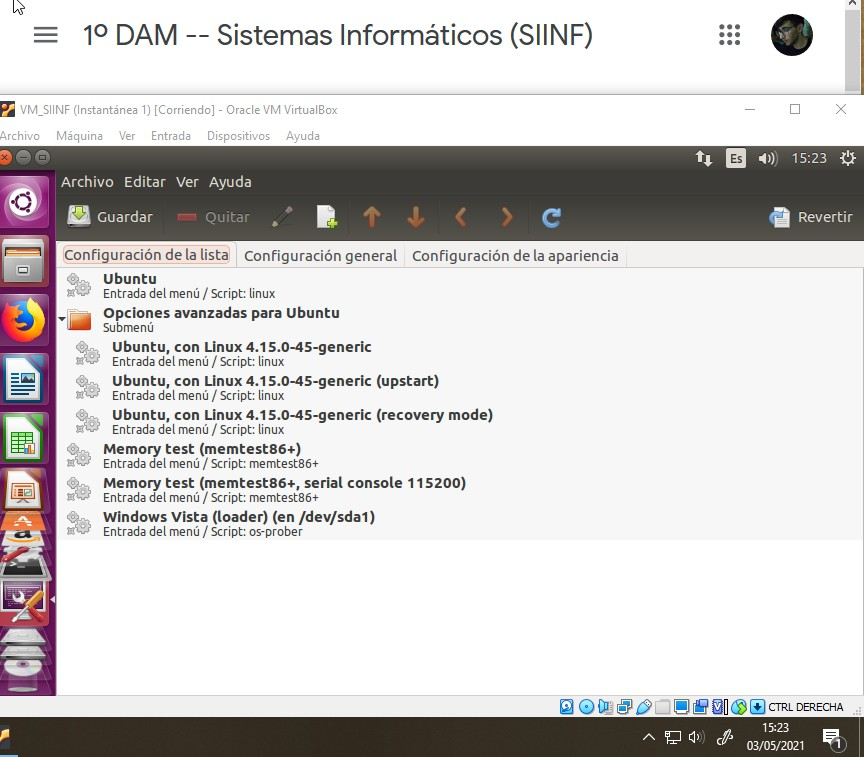 1º DAM -- Sistemas Informáticos (SIINF)
VM_SIINF (Instantánea 1) [Corriendo] - Oracle VM VirtualBox
Archivo Máquina Ver Entrada Dispositivos Ayuda
Es 15:23
Archivo Editar Ver Ayuda
Guardar Quitar Revertir
Configuración de la lista Configuración general Configuración de la apariencia
Ubuntu
Entrada del menú / Script: linux
Opciones avanzadas para Ubuntu
Submenú
Ubuntu, con Linux 4.15.0-45-generic
Entrada del menú / Script: linux
Ubuntu, con Linux 4.15.0-45-generic (upstart)
Entrada del menú / Script: linux
Ubuntu, con Linux 4.15.0-45-generic (recovery mode)
Entrada del menú / Script: linux
Memory test (memtest86+)
Entrada del menú / Script: memtest86+
Memory test (memtest86+, serial console 115200)
Entrada del menú / Script: memtest86+
Windows Vista (loader) (en /dev/sda1)
Entrada del menú / Script: os-prober
CTRL DERECHA
15:23
03/05/2021
1